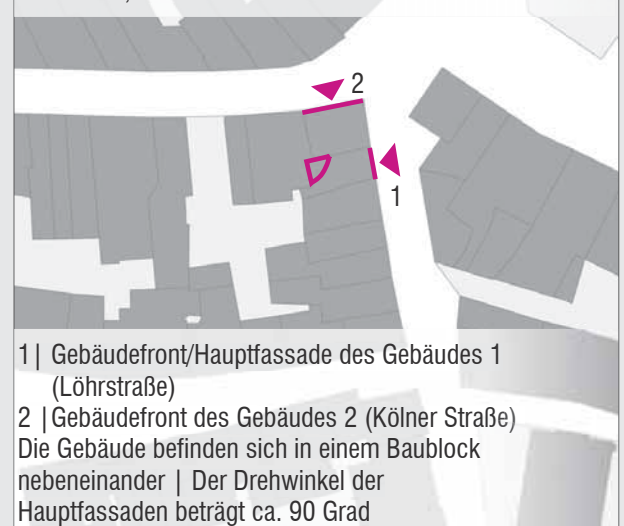 2
1
1| Gebäudefront/Hauptfassade des Gebäudes 1
(Löhrstraße)
2 |Gebäudefront des Gebäudes 2 (Kölner Straße)
Die Gebäude befinden sich in einem Baublock
nebeneinander | Der Drehwinkel der
Hauptfassaden beträgt ca. 90 Grad